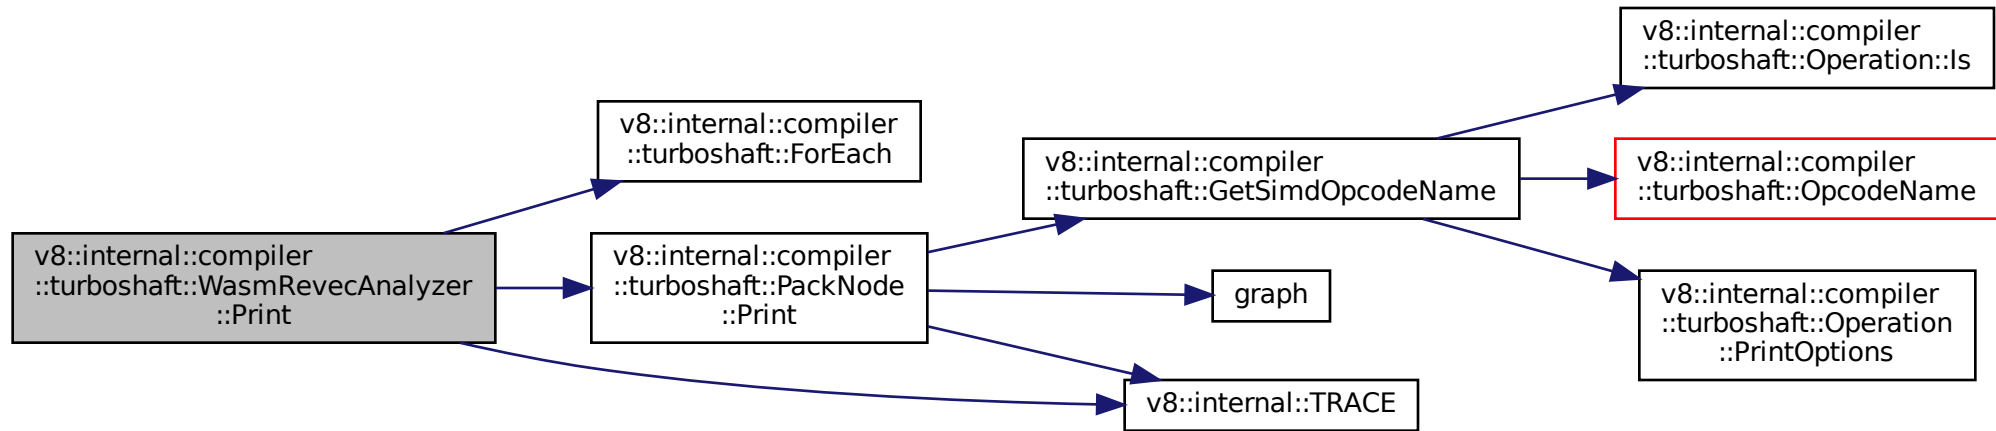 v8::internal::compiler
::turboshaft::WasmRevecAnalyzer
::Print
v8::internal::compiler
::turboshaft::ForEach
v8::internal::compiler
::turboshaft::PackNode
::Print
v8::internal::compiler
::turboshaft::GetSimdOpcodeName
graph
v8::internal::TRACE
v8::internal::compiler
::turboshaft::Operation::Is
v8::internal::compiler
::turboshaft::OpcodeName
v8::internal::compiler
::turboshaft::Operation
::PrintOptions